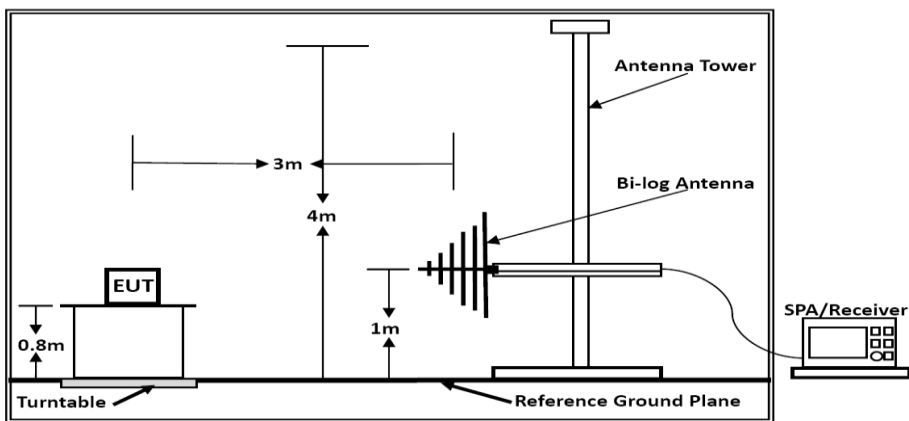 Antenna Tower
3m
Bi-log Antenna
4m
EUT
SPA/Receiver
0.8m
1m
Turntable
Reference Ground Plane